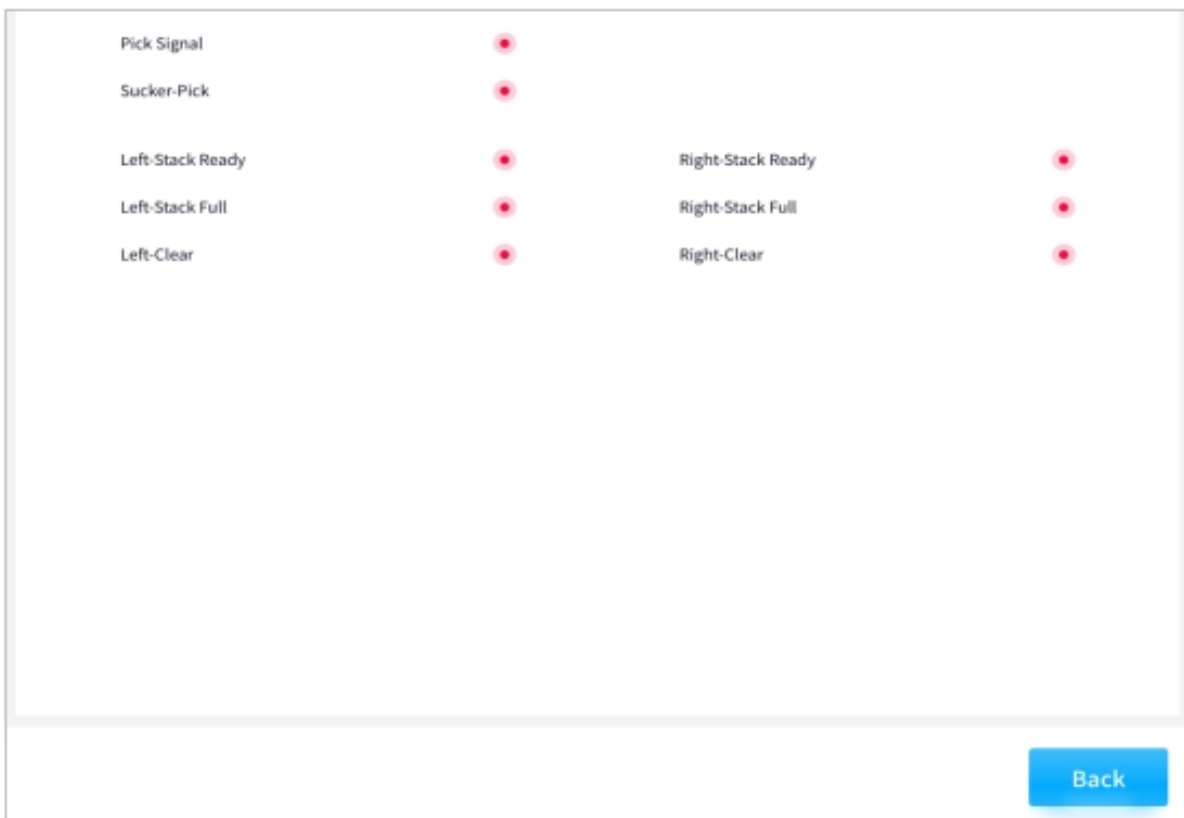 Pick Signal
Sucker-Pick
Left-Stack Ready Right-Stack Ready
Left-Stack Full Right-Stack Full
Left-Clear Right-Clear
Back